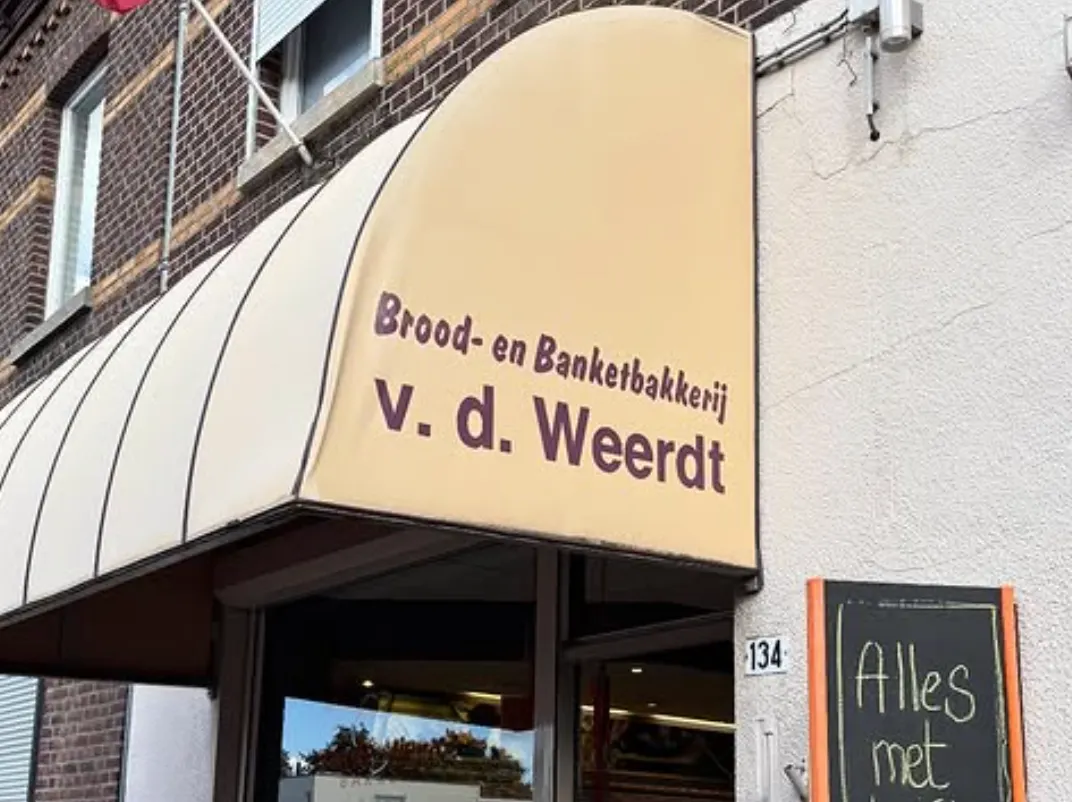 Brood- en Banketbakkerij
v. d. Weerdt
134
Alles
met